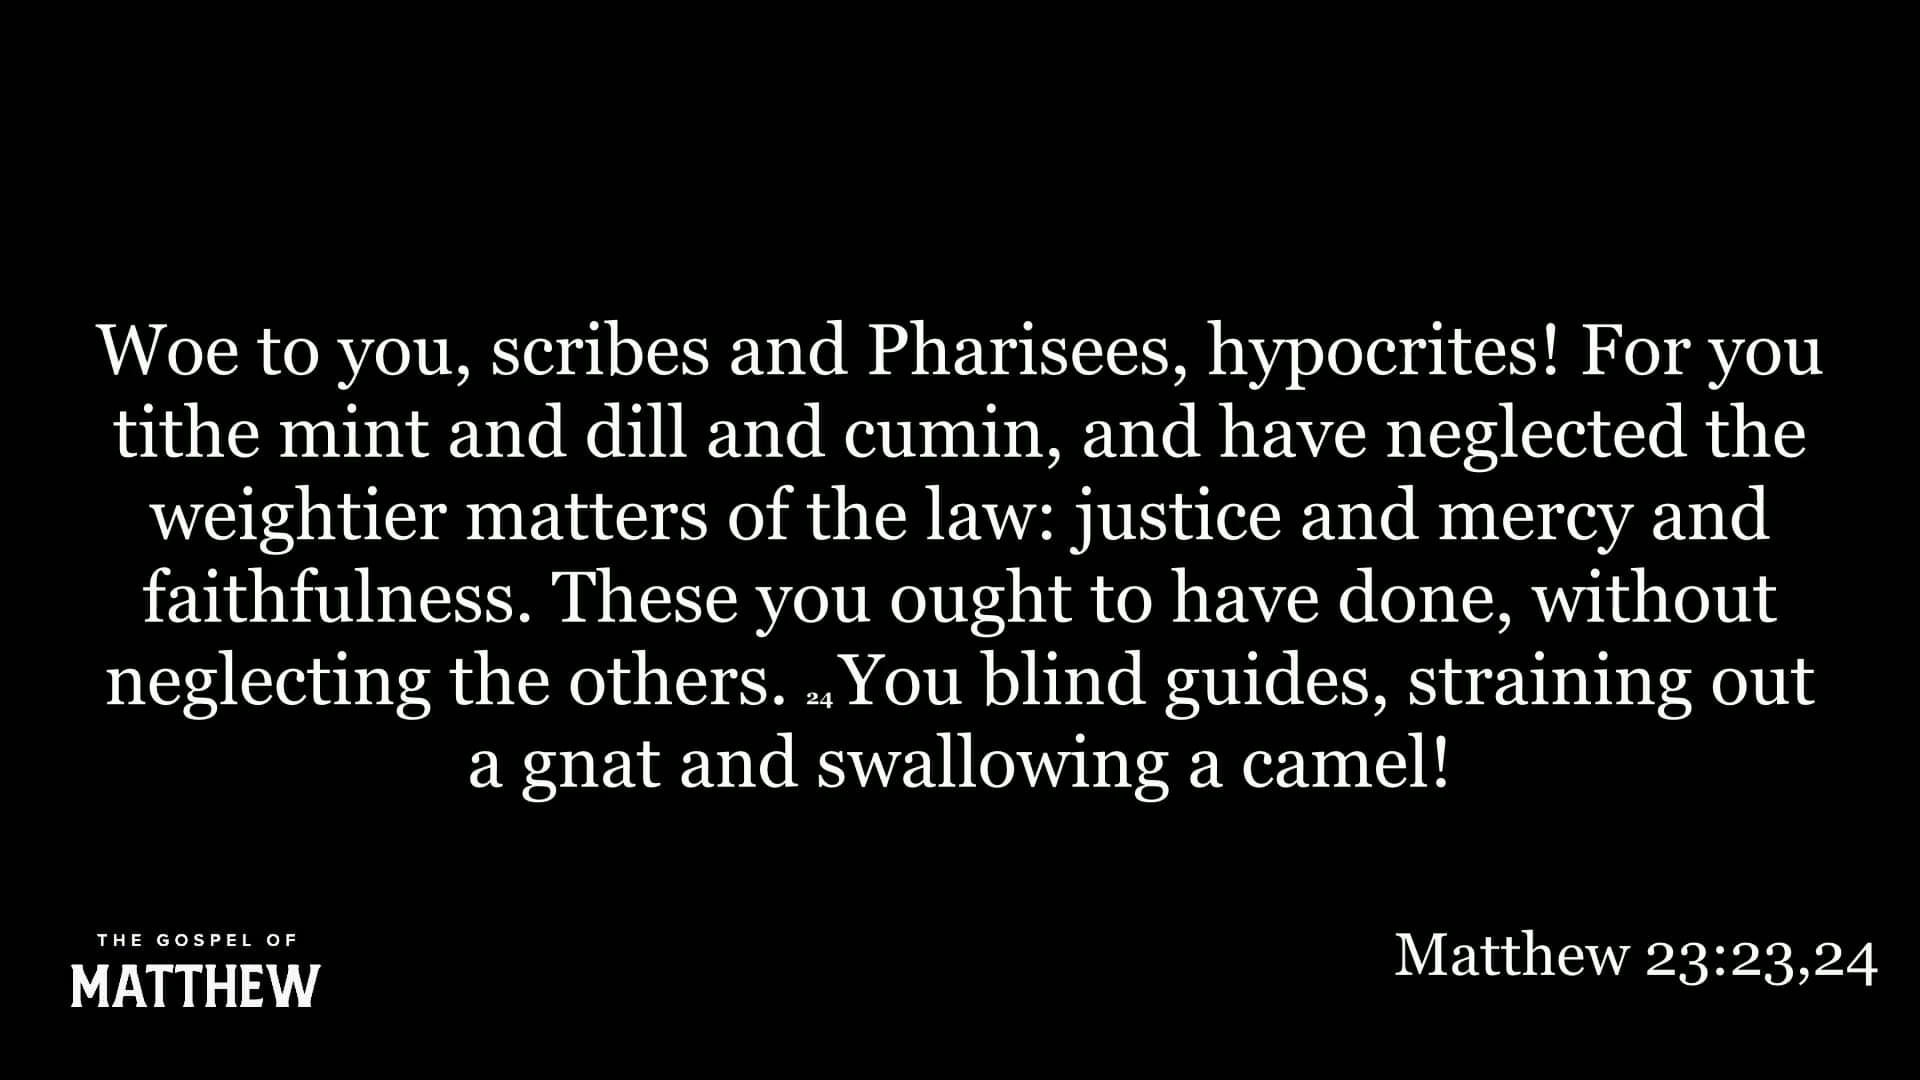 Woe to you, scribes and Pharisees, hypocrites! For you
tithe mint and dill and cumin, and have neglected the
weightier matters of the law: justice and mercy and
faithfulness. These you ought to have done, without
neglecting the others. 24 You blind guides, straining out
a gnat and swallowing a camel!
THE GOSPEL OF
MATTHEW
Matthew 23:23,24